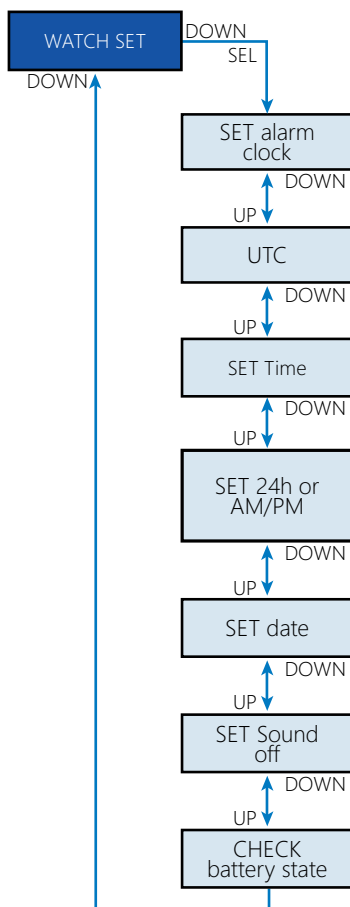 WATCH SET
DOWN
SEL
DOWN
SET alarm
clock
DOWN
UP
UTC
DOWN
UP
SET Time
DOWN
UP
SET 24h or
AM/PM
DOWN
UP
SET date
DOWN
UP
SET Sound
off
DOWN
UP
CHECK
battery state